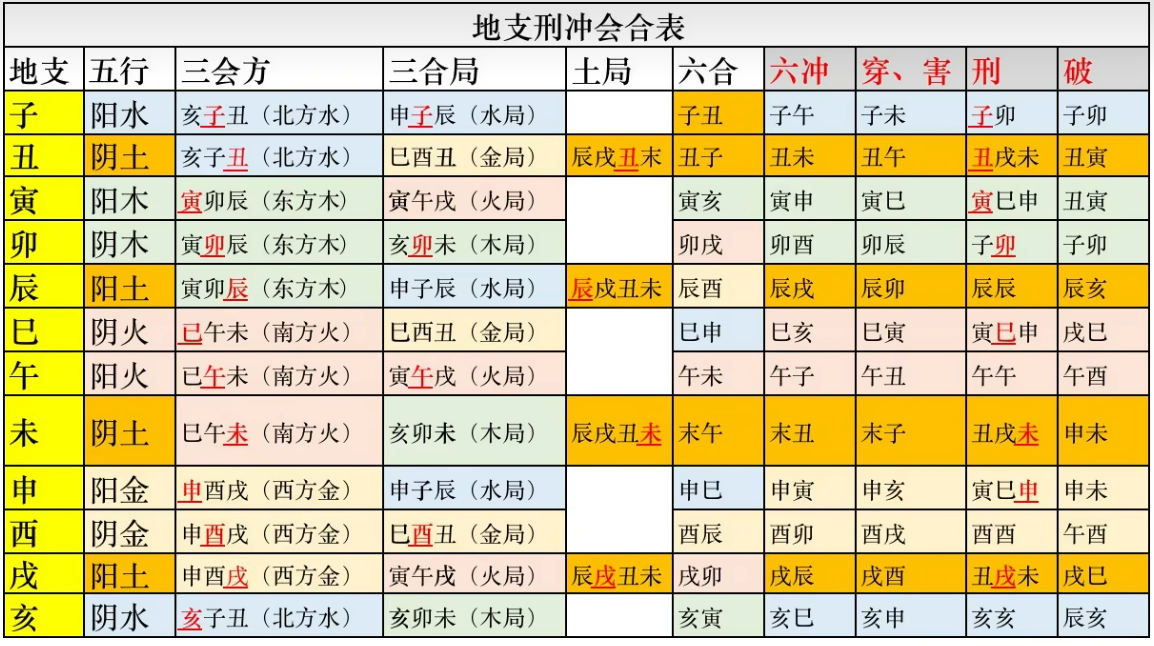 地支刑冲会合表
地支 五行 三会方 三合局 土局 六合 六冲 穿、害 刑 破
子 阳水 亥子丑（北方水） 申子辰（水局） 子丑 子午 子未 子卯 子卯
丑 阴土 亥子丑（北方水） 巳酉丑（金局） 辰戌丑末 丑子 丑未 丑午 丑戌未 丑寅
寅 阳木 寅卯辰（东方木） 寅午戌（火局） 寅亥 寅申 寅巳 寅巳申 丑寅
卯 阴木 寅卯辰（东方木） 亥卯未（木局） 卯戌 卯酉 卯辰 子卯 子卯
辰 阳土 寅卯辰（东方木） 申子辰（水局） 辰戌丑未 辰酉 辰戌 辰卯 辰辰 辰亥
巳 阴火 已午未（南方火） 巳西丑（金局） 巳申 巳亥 巳寅 寅巳申 戌巳
午 阳火 已午未（南方火） 寅午戌（火局） 午未 午子 午丑 午午 午酉
未 阴土 巳午未（南方火） 亥卯未（木局） 辰戌丑未 末午 末丑 末子 丑戌未 申未
申 阳金 申酉戌（西方金） 申子辰（水局） 申巳 申寅 申亥 寅巳申 申未
酉 阴金 申酉戌（西方金） 巳酉丑（金局） 酉辰 酉卯 酉戌 酉酉 午酉
戌 阳土 申酉戌（西方金） 寅午戌（火局） 辰戌丑未 戌卯 戌辰 戌酉 丑戌未 戌巳
亥 阴水 亥子丑（北方水） 亥卯未（木局） 亥寅 亥巳 亥申 亥亥 辰亥